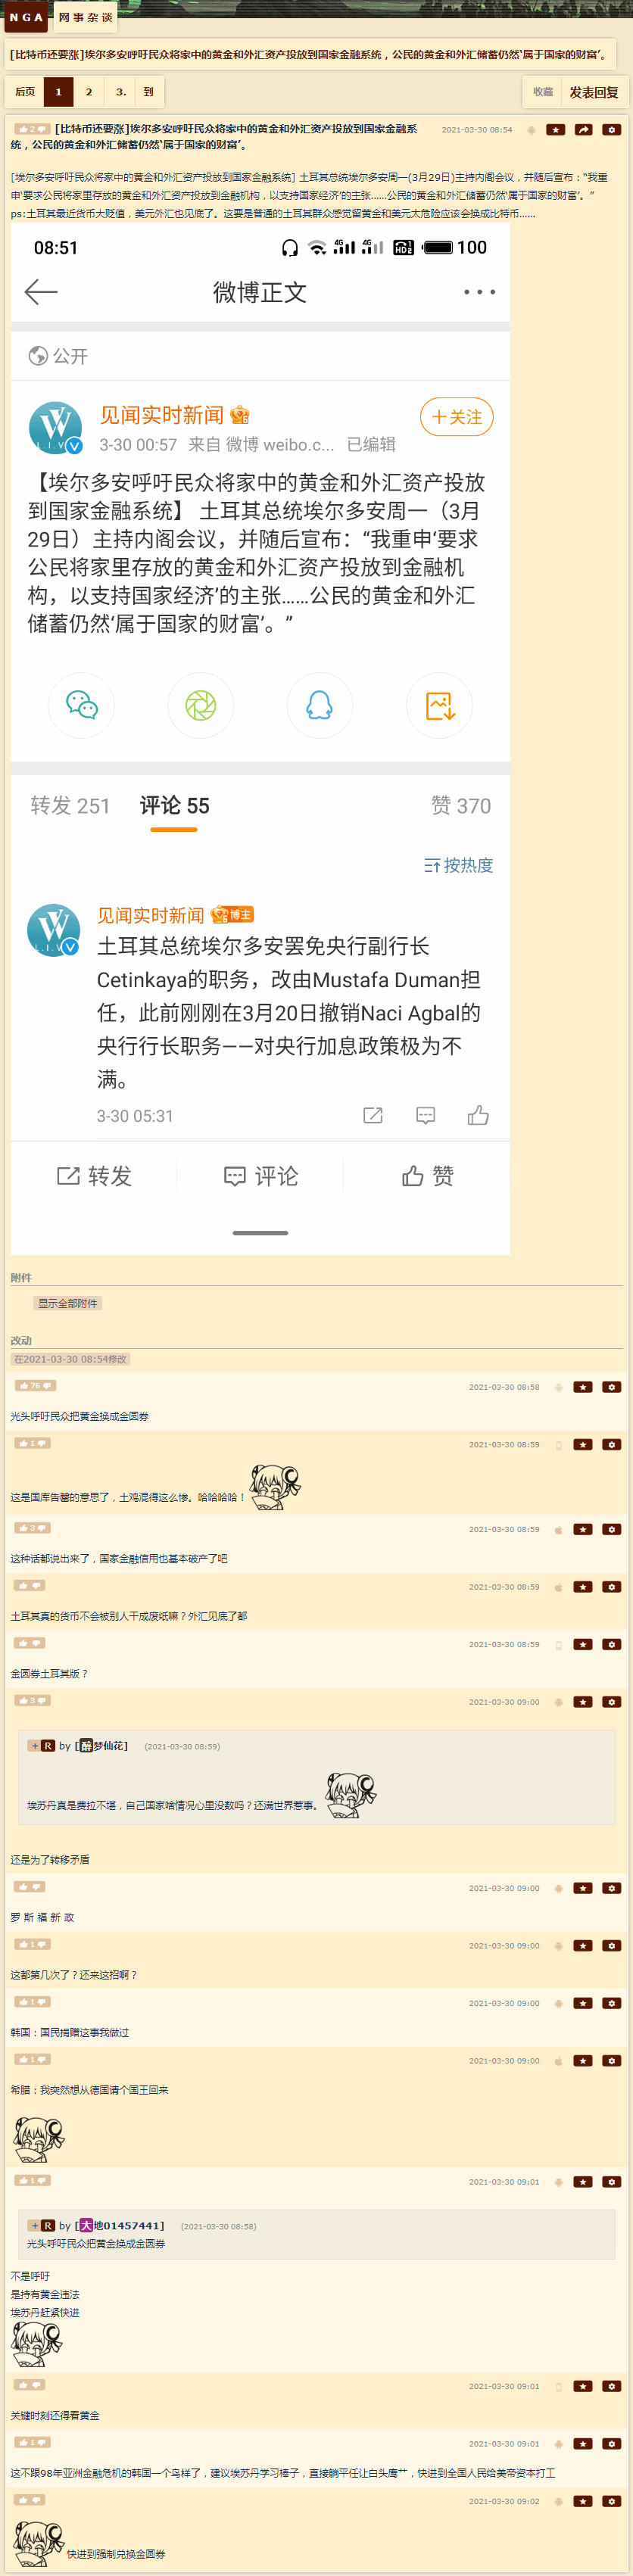 NGA 网事杂谈
[比特币还要涨]埃尔多安呼吁民众将家中的黄金和外汇资产投放到国家金融系统，公民的黄金和外汇储蓄仍然‘属于国家的财富’。
后页 1 2 3. 到 收藏 发表回复
2 [比特币还要涨]埃尔多安呼吁民众将家中的黄金和外汇资产投放到国家金融系 2021-03-30 08:54
统，公民的黄金和外汇储蓄仍然‘属于国家的财富’。
[埃尔多安呼吁民众将家中的黄金和外汇资产投放到国家金融系统] 土耳其总统埃尔多安周一(3月29日)主持内阁会议，并随后宣布：“我重
申‘要求公民将家里存放的黄金和外汇资产投放到金融机构，以支持国家经济’的主张……公民的黄金和外汇储蓄仍然‘属于国家的财富’。”
ps:土耳其最近货币大贬值，美元外汇也见底了。这要是普通的土耳其群众感觉留黄金和美元太危险应该会换成比特币……
08:51 4G 4G HD 100
微博正文
公开
见闻实时新闻 +关注
3-30 00:57 来自 微博 weibo.c... 已编辑
【埃尔多安呼吁民众将家中的黄金和外汇资产投放
到国家金融系统】 土耳其总统埃尔多安周一（3月
29日）主持内阁会议，并随后宣布：“我重申‘要求
公民将家里存放的黄金和外汇资产投放到金融机
构，以支持国家经济’的主张……公民的黄金和外汇
储蓄仍然‘属于国家的财富’。”
转发 251 评论 55 赞 370
按热度
见闻实时新闻 博主
土耳其总统埃尔多安罢免央行副行长
Cetinkaya的职务，改由Mustafa Duman担
任，此前刚刚在3月20日撤销Naci Agbal的
央行行长职务——对央行加息政策极为不
满。
3-30 05:31
转发 评论 赞
附件
显示全部附件
改动
在2021-03-30 08:54修改
76 2021-03-30 08:58
光头呼吁民众把黄金换成金圆券
1 2021-03-30 08:59
这是国库告罄的意思了，土鸡混得这么惨。哈哈哈哈！
3 2021-03-30 08:59
这种话都说出来了，国家金融信用也基本破产了吧
2021-03-30 08:59
土耳其真的货币不会被别人干成废纸嘛？外汇见底了都
2021-03-30 08:59
金圆券土耳其版？
3 2021-03-30 09:00
+ R by [醉梦仙花] (2021-03-30 08:59)
埃苏丹真是费拉不堪，自己国家啥情况心里没数吗？还满世界惹事。
还是为了转移矛盾
2021-03-30 09:00
罗 斯 福 新 政
1 2021-03-30 09:00
这都第几次了？还来这招啊？
1 2021-03-30 09:00
韩国：国民捐赠这事我做过
1 2021-03-30 09:00
希腊：我突然想从德国请个国王回来
1 2021-03-30 09:01
+ R by [大地01457441] (2021-03-30 08:58)
光头呼吁民众把黄金换成金圆券
不是呼吁
是持有黄金违法
埃苏丹赶紧快进
2021-03-30 09:01
关键时刻还得看黄金
1 2021-03-30 09:01
这不跟98年亚洲金融危机的韩国一个鸟样了，建议埃苏丹学习棒子，直接躺平任让白头鹰艹，快进到全国人民给美帝资本打工
2021-03-30 09:02
快进到强制兑换金圆券